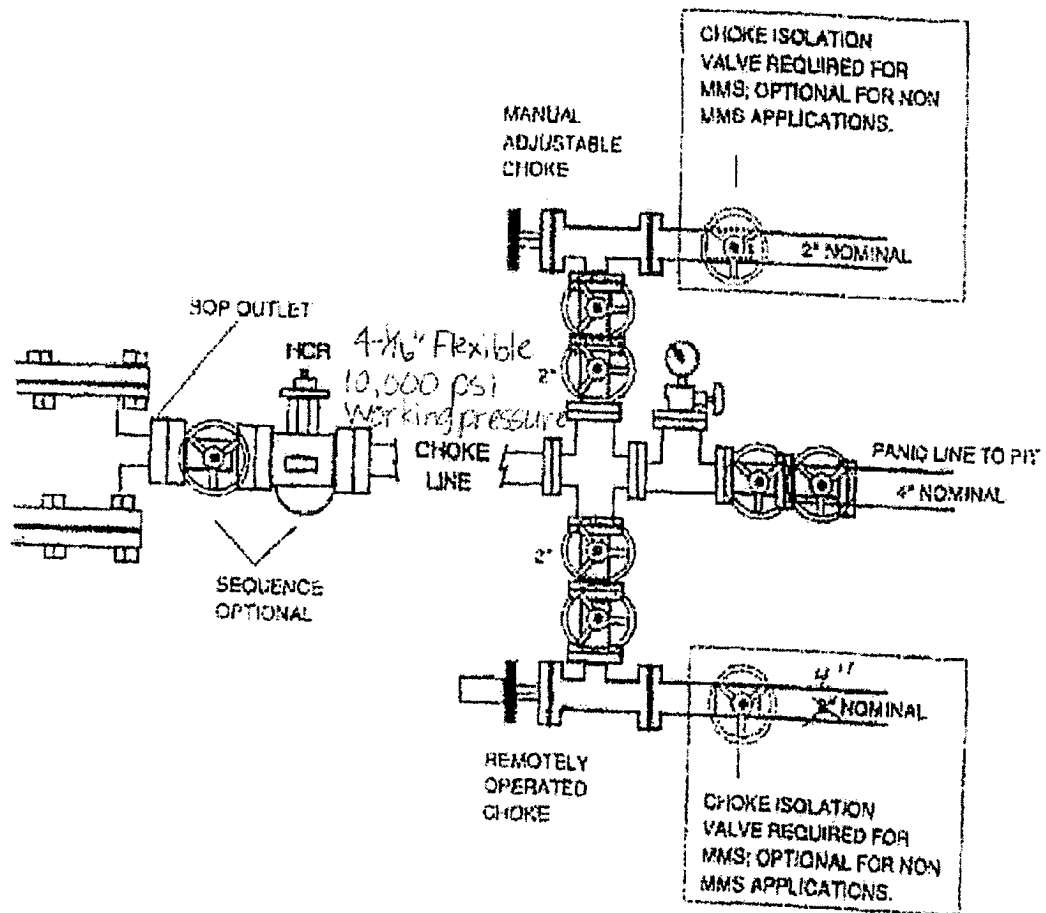 CHOKE ISOLATION
VALVE REQUIRED FOR
MMS; OPTIONAL FOR NON
MMS APPLICATIONS.
MANUAL
ADJUSTABLE
CHOKE
2" NOMINAL
BOP OUTLET
HCR
4-1/16" Flexible
10,000 psi
Working pressure
2"
CHOKE
LINE
PANIC LINE TO PIT
4" NOMINAL
2"
SEQUENCE
OPTIONAL
4"
2" NOMINAL
REMOTELY
OPERATED
CHOKE
CHOKE ISOLATION
VALVE REQUIRED FOR
MMS; OPTIONAL FOR NON
MMS APPLICATIONS.